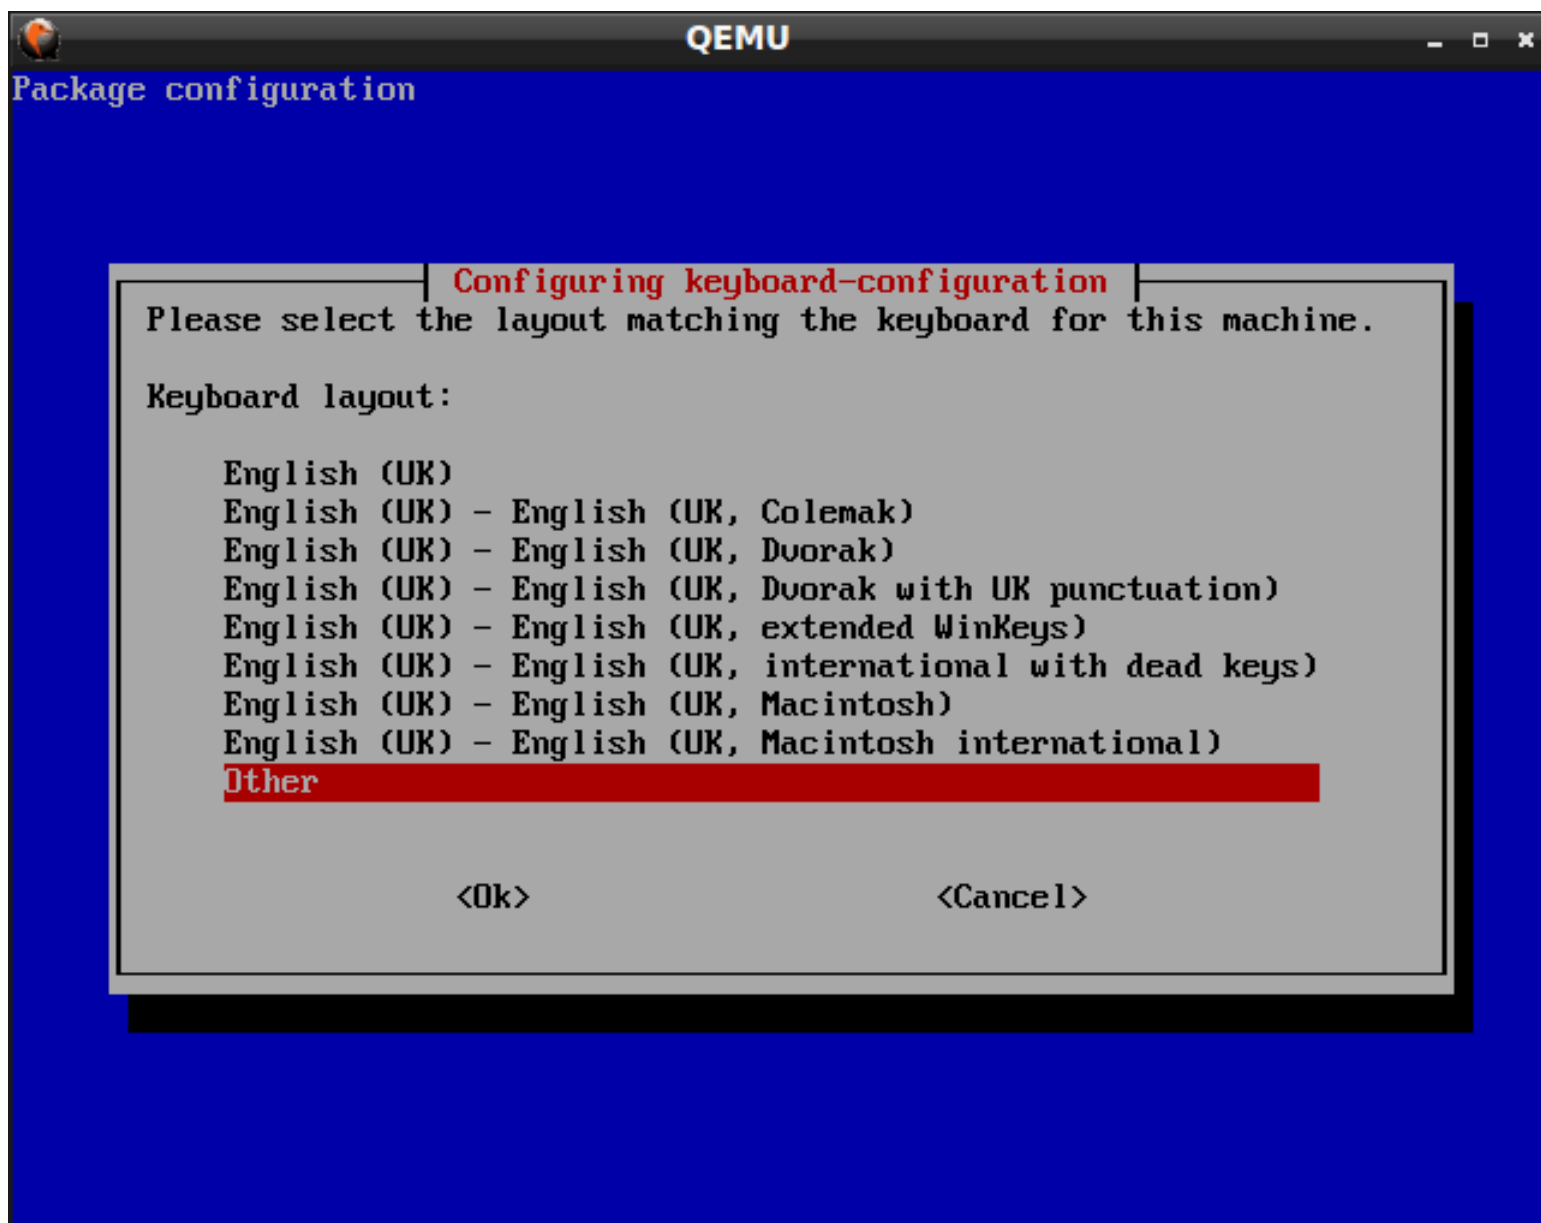 QEMU
Package configuration
Configuring keyboard-configuration
Please select the layout matching the keyboard for this machine.
Keyboard layout:
English (UK)
English (UK) - English (UK, Colemak)
English (UK) - English (UK, Dvorak)
English (UK) - English (UK, Dvorak with UK punctuation)
English (UK) - English (UK, extended WinKeys)
English (UK) - English (UK, international with dead keys)
English (UK) - English (UK, Macintosh)
English (UK) - English (UK, Macintosh international)
Other
<Ok> <Cancel>